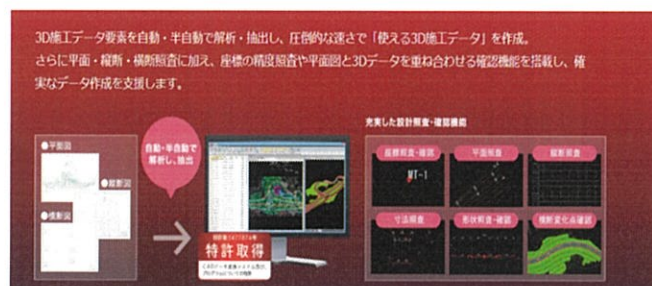 3D施工データ要素を自動・半自動で解析・抽出し、圧倒的な速さで「使える3D施工データ」を作成。
さらに平面・縦断・横断照査に加え、座標の精度照査や平面図と3Dデータを重ね合わせる確認機能を搭載し、確
実なデータ作成を支援します。
充実した設計照査・確認機能
●平面図
●縦断図
●横断図
自動・半自動で
解析し、抽出
特許取得
座標照査・確認
平面照査
縦断照査
MT-1
寸法照査
形状照査・確認
横断変化点確認